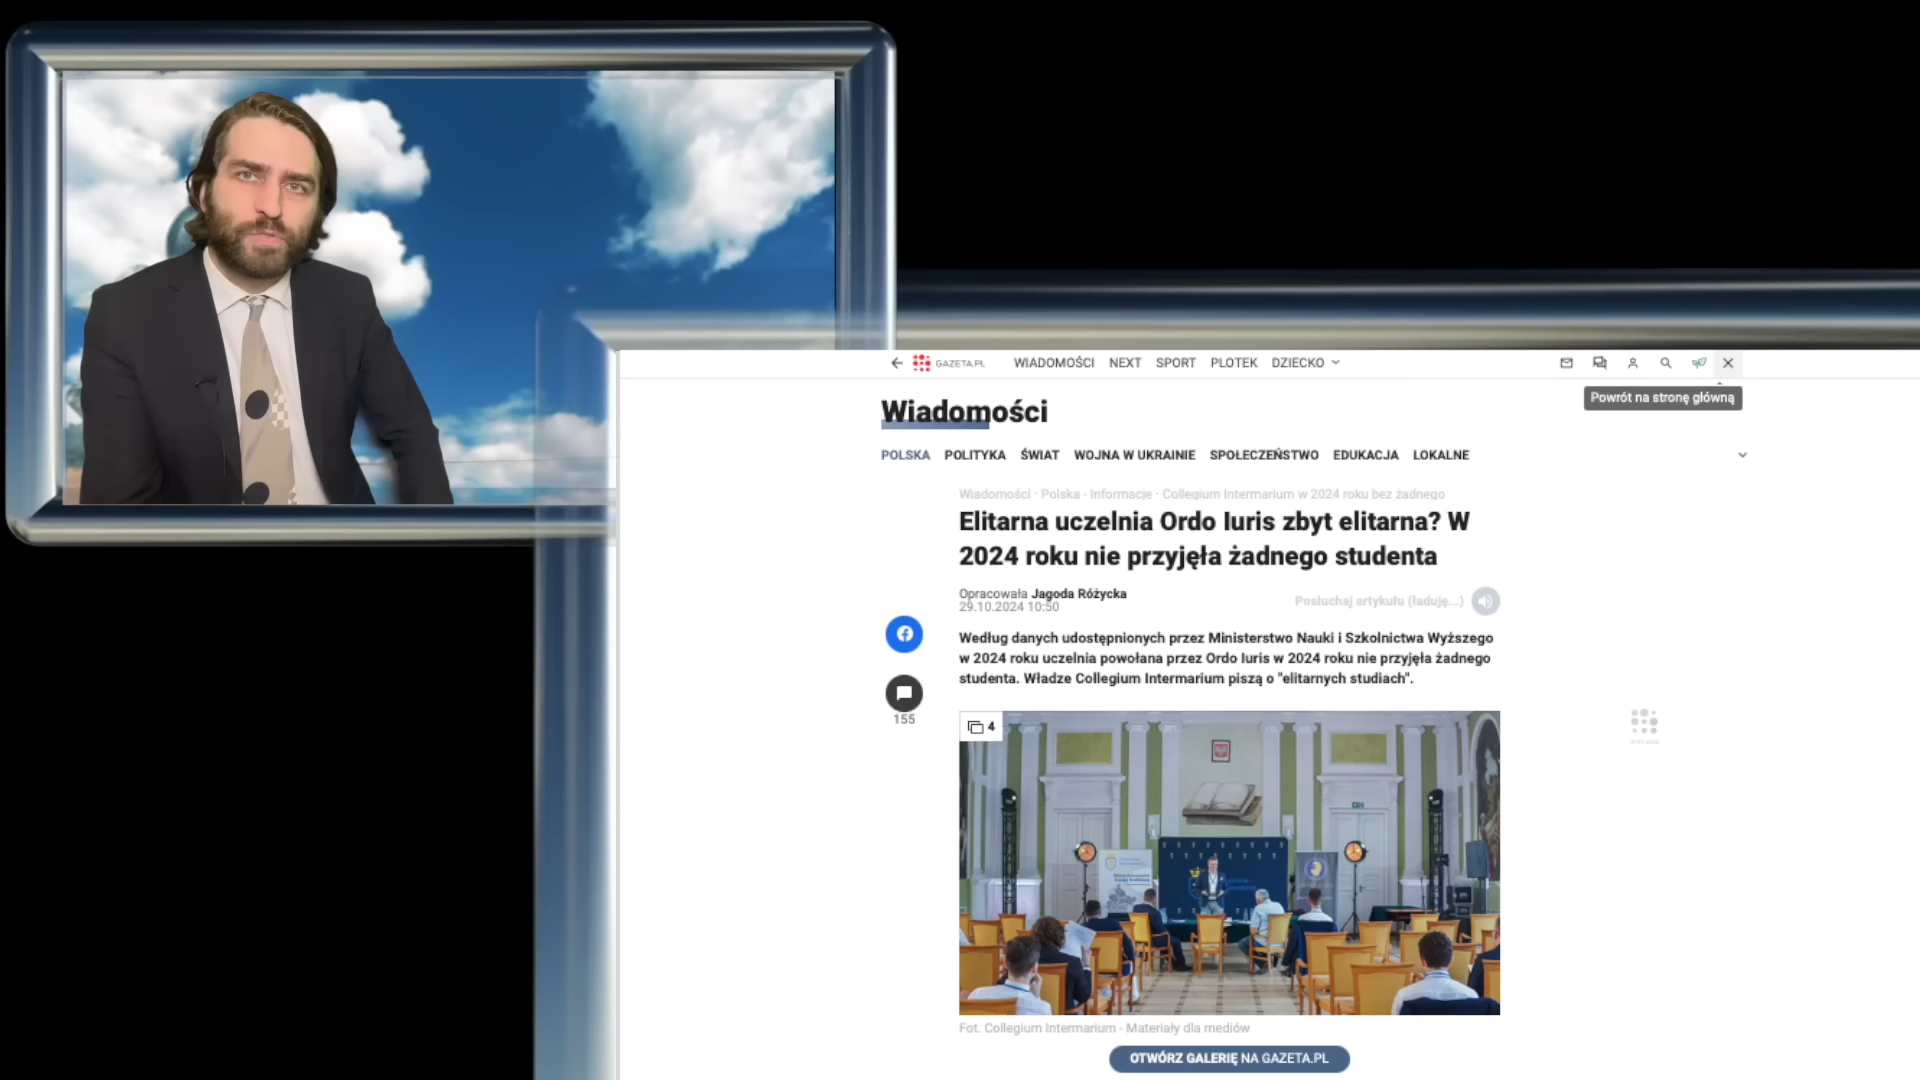 GAZETA.PL WIADOMOŚCI NEXT SPORT PLOTEK DZIECKO
Powrót na stronę główną
Wiadomości
POLSKA POLITYKA ŚWIAT WOJNA W UKRAINIE SPOŁECZEŃSTWO EDUKACJA LOKALNE
Wiadomości · Polska - Informacje · Collegium Intermarium w 2024 roku bez żadnego
Elitarna uczelnia Ordo Iuris zbyt elitarna? W
2024 roku nie przyjęła żadnego studenta
Opracowała Jagoda Różycka
29.10.2024 10:50
Posłuchaj artykułu (ładuję...)
Według danych udostępnionych przez Ministerstwo Nauki i Szkolnictwa Wyższego
w 2024 roku uczelnia powołana przez Ordo Iuris w 2024 roku nie przyjęła żadnego
studenta. Władze Collegium Intermarium piszą o "elitarnych studiach".
155
4
Fot. Collegium Intermarium - Materiały dla mediów
OTWÓRZ GALERIĘ NA GAZETA.PL